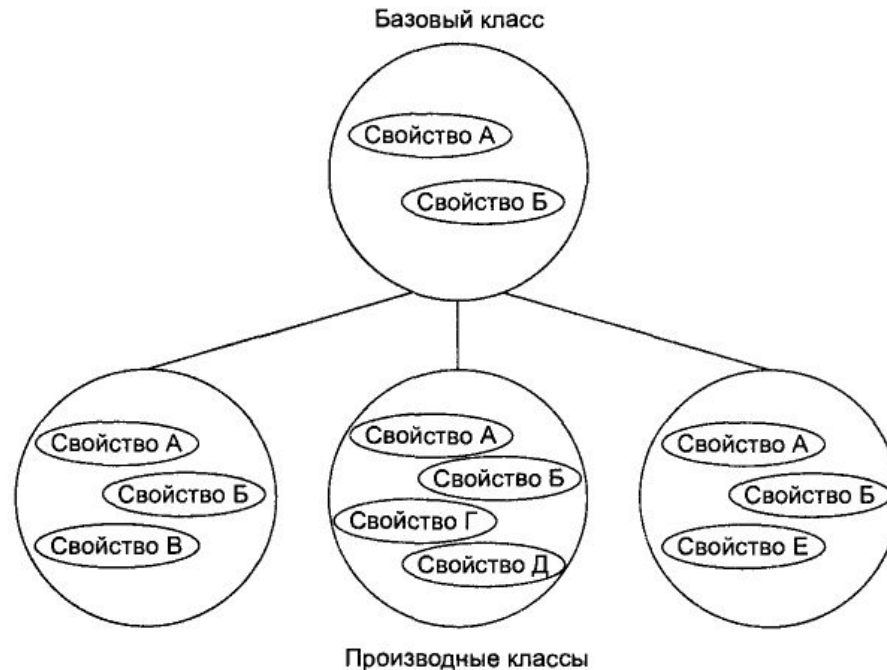 Базовый класс
Свойство А
Свойство Б
Свойство А
Свойство Б
Свойство В
Свойство А
Свойство Б
Свойство Г
Свойство Д
Свойство А
Свойство Б
Свойство Е
Производные классы